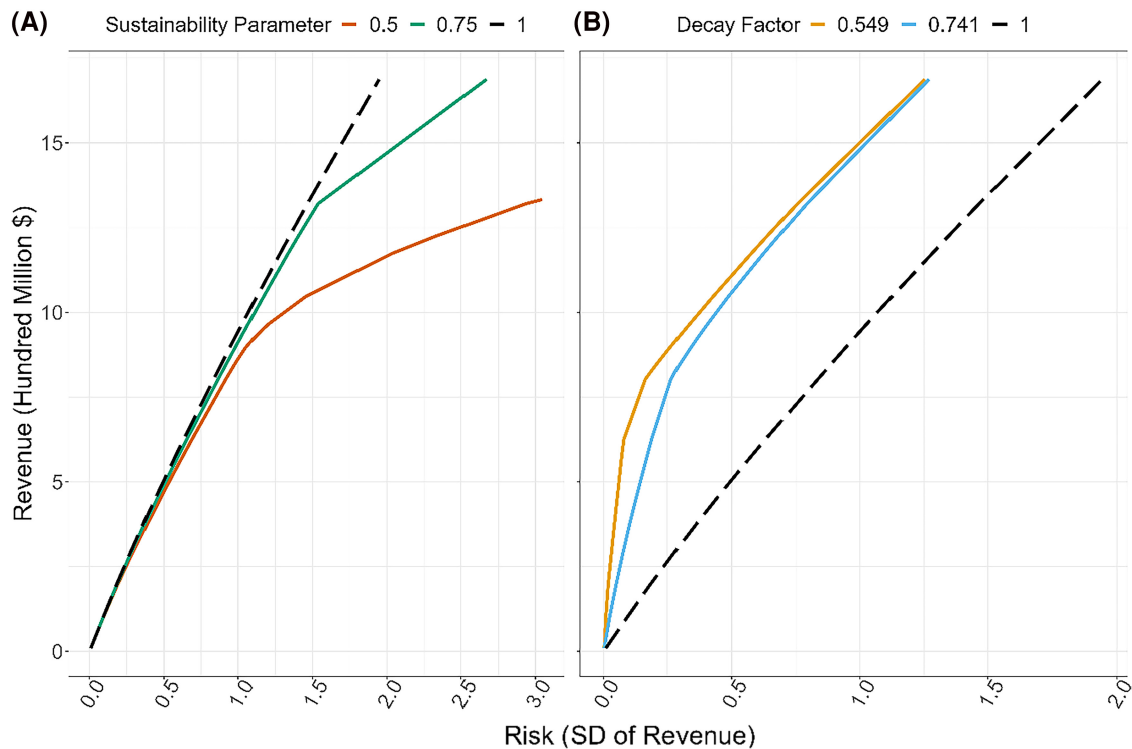 (A) Sustainability Parameter 0.5 0.75 1
(B) Decay Factor 0.549 0.741 1
Revenue (Hundred Million $)
15
10
5
0
0.0 0.5 1.0 1.5 2.0 2.5 3.0
0.0 0.5 1.0 1.5 2.0
Risk (SD of Revenue)